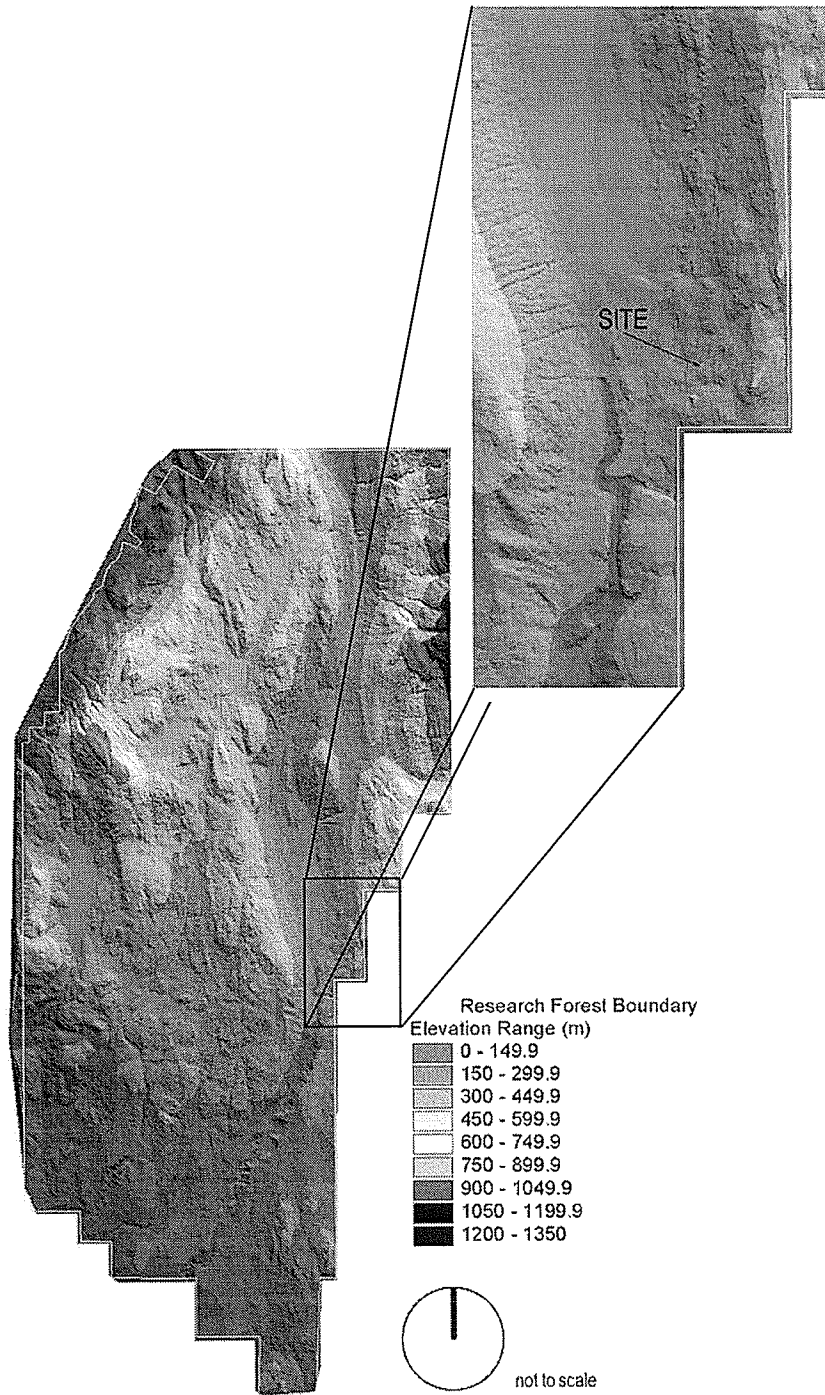 SITE
Research Forest Boundary
Elevation Range (m)
0 - 149.9
150 - 299.9
300 - 449.9
450 - 599.9
600 - 749.9
750 - 899.9
900 - 1049.9
1050 - 1199.9
1200 - 1350
not to scale